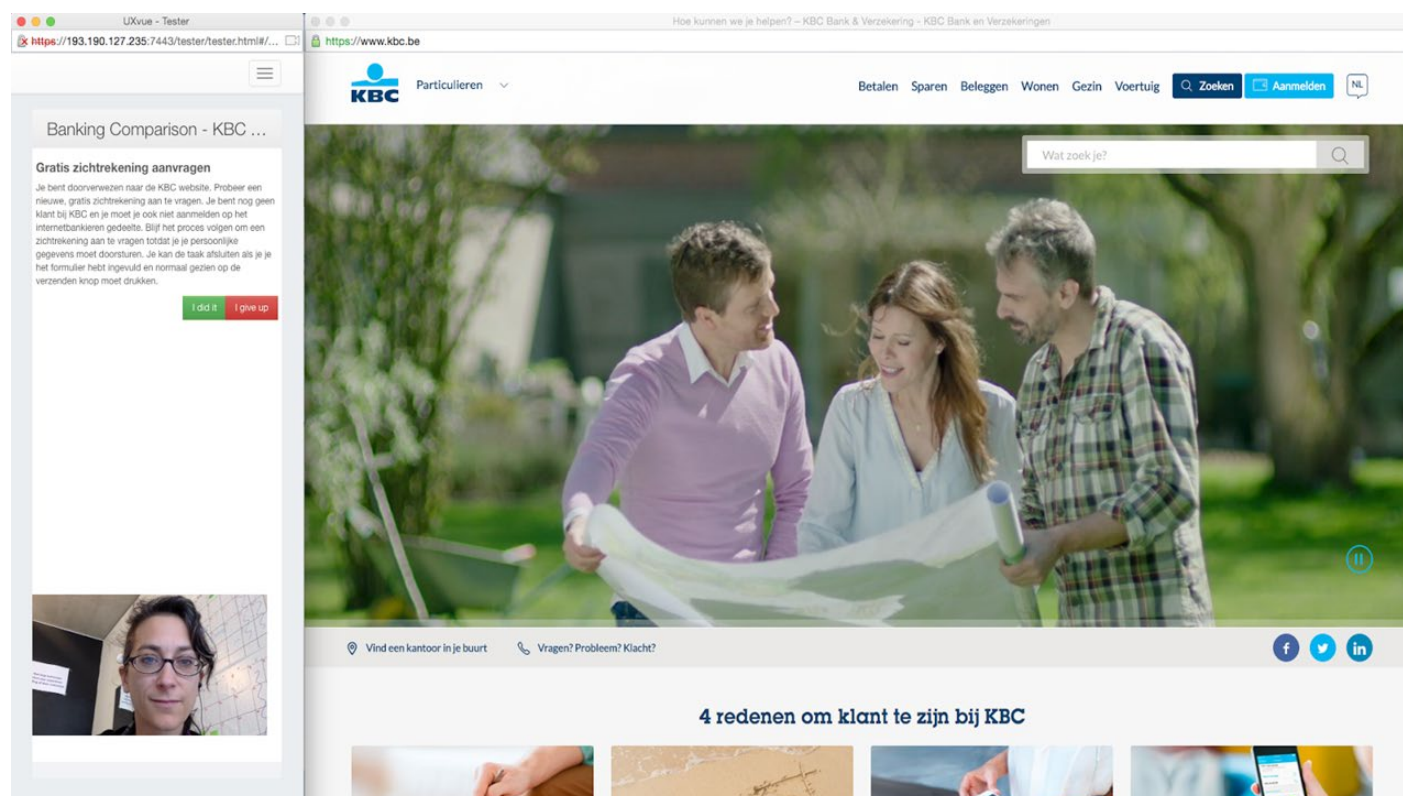 UXvue - Tester
https://193.190.127.235:7443/tester/tester.html#/...
Banking Comparison - KBC ...
Gratis zichtrekening aanvragen
Je bent doorverwezen naar de KBC website. Probeer een
nieuwe, gratis zichtrekening aan te vragen. Je bent nog geen
klant bij KBC en je moet je ook niet aanmelden op het
internetbankieren gedeelte. Blijf het proces volgen om een
zichtrekening aan te vragen totdat je je persoonlijke
gegevens moet doorsturen. Je kan de taak afsluiten als je je
het formulier hebt ingevuld en normaal gezien op de
verzenden knop moet drukken.
I did it I give up
Hoe kunnen we je helpen? – KBC Bank & Verzekering - KBC Bank en Verzekeringen
https://www.kbc.be
KBC
Particulieren
Betalen Sparen Beleggen Wonen Gezin Voertuig Zoeken Aanmelden NL
Wat zoek je?
Vind een kantoor in je buurt Vragen? Probleem? Klacht?
f in
4 redenen om klant te zijn bij KBC